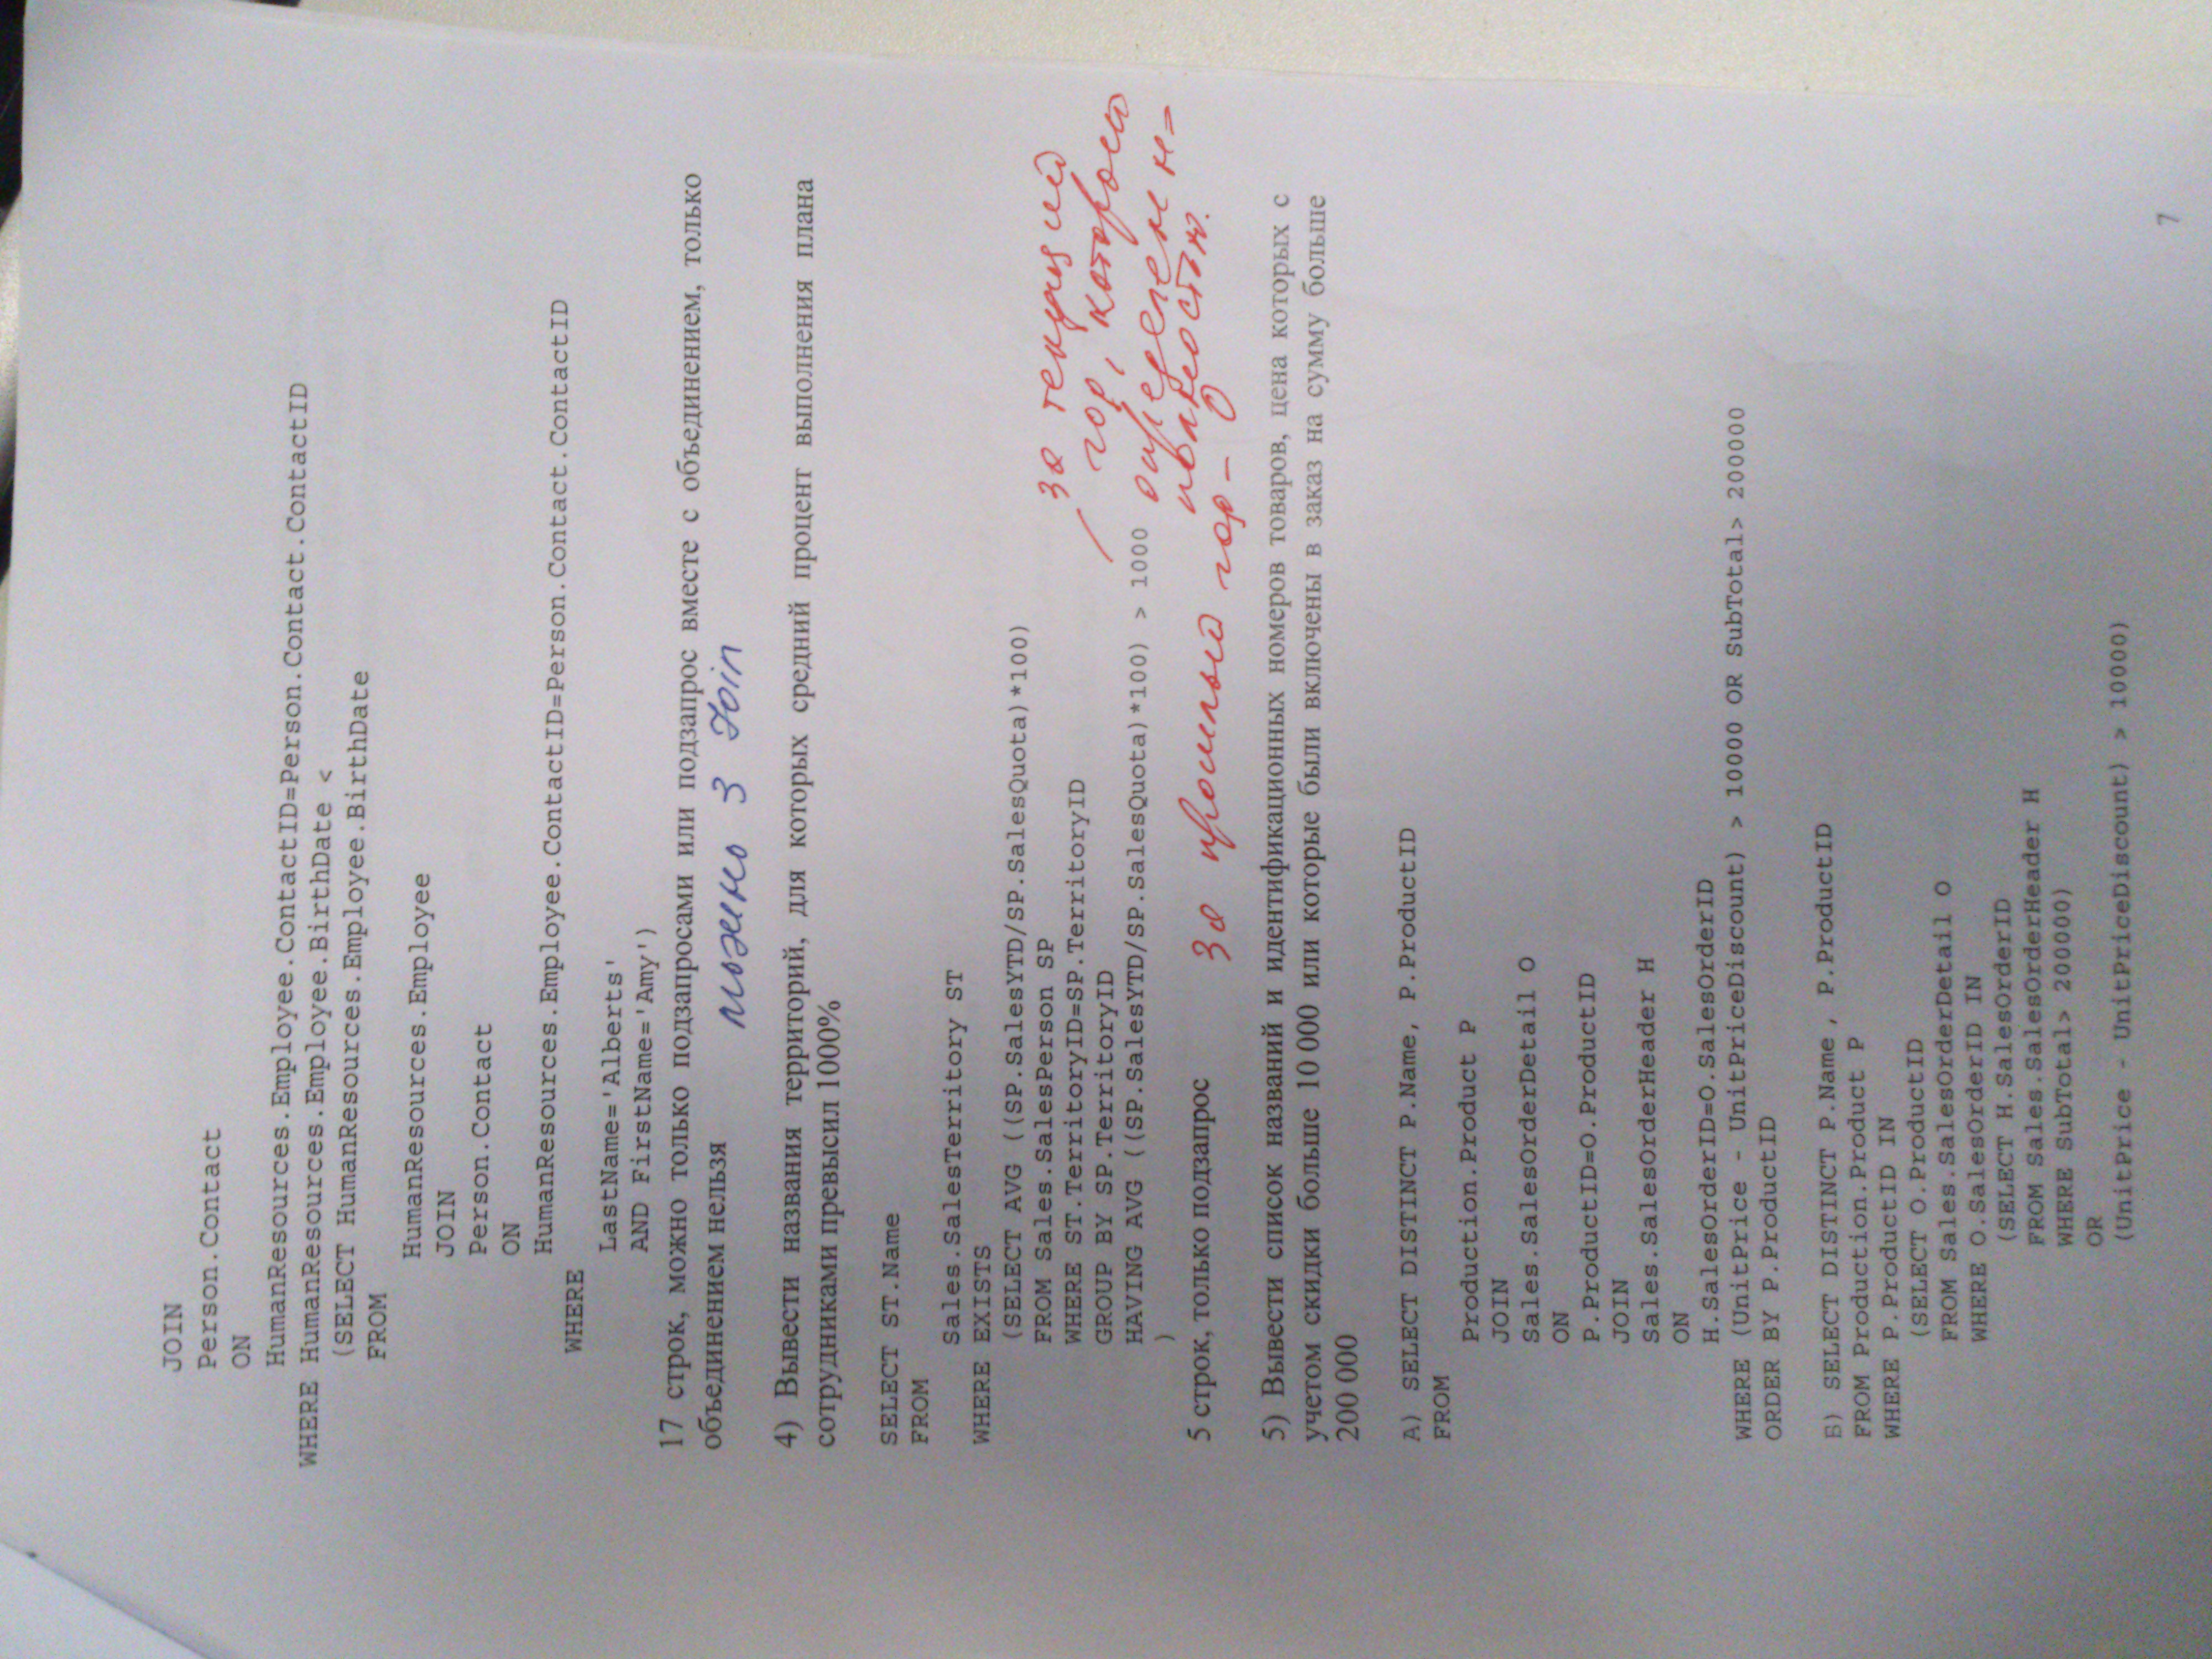 JOIN
Person.Contact
ON
HumanResources.Employee.ContactID=Person.Contact.ContactID
WHERE HumanResources.Employee.BirthDate <
(SELECT HumanResources.Employee.BirthDate
FROM
HumanResources.Employee
JOIN
Person.Contact
ON
HumanResources.Employee.ContactID=Person.Contact.ContactID
WHERE
LastName='Alberts'
AND FirstName='Amy')
17 строк, можно только подзапросами или подзапрос вместе с объединением, только
объединением нельзя
можно 3 Join
4) Вывести названия территорий, для которых средний процент выполнения плана
сотрудниками превысил 1000%
SELECT ST.Name
FROM
Sales.SalesTerritory ST
WHERE EXISTS
(SELECT AVG ((SP.SalesYTD/SP.SalesQuota)*100)
FROM Sales.SalesPerson SP
WHERE ST.TerritoryID=SP.TerritoryID
GROUP BY SP.TerritoryID
HAVING AVG ((SP.SalesYTD/SP.SalesQuota)*100) > 1000
)
за текущий
год, который
определен
5 строк, только подзапрос
за прошлый год - 0
5) Вывести список названий и идентификационных номеров товаров, цена которых с
учетом скидки больше 10 000 или которые были включены в заказ на сумму больше
200 000
А) SELECT DISTINCT P.Name, P.ProductID
FROM
Production.Product P
JOIN
Sales.SalesOrderDetail O
ON
P.ProductID=O.ProductID
JOIN
Sales.SalesOrderHeader H
ON
H.SalesOrderID=O.SalesOrderID
WHERE (UnitPrice - UnitPriceDiscount) > 10000 OR SubTotal> 200000
ORDER BY P.ProductID
Б) SELECT DISTINCT P.Name , P.ProductID
FROM Production.Product P
WHERE P.ProductID IN
(SELECT O.ProductID
FROM Sales.SalesOrderDetail O
WHERE O.SalesOrderID IN
(SELECT H.SalesOrderID
FROM Sales.SalesOrderHeader H
WHERE SubTotal> 200000)
OR
(UnitPrice - UnitPriceDiscount) > 10000)
7